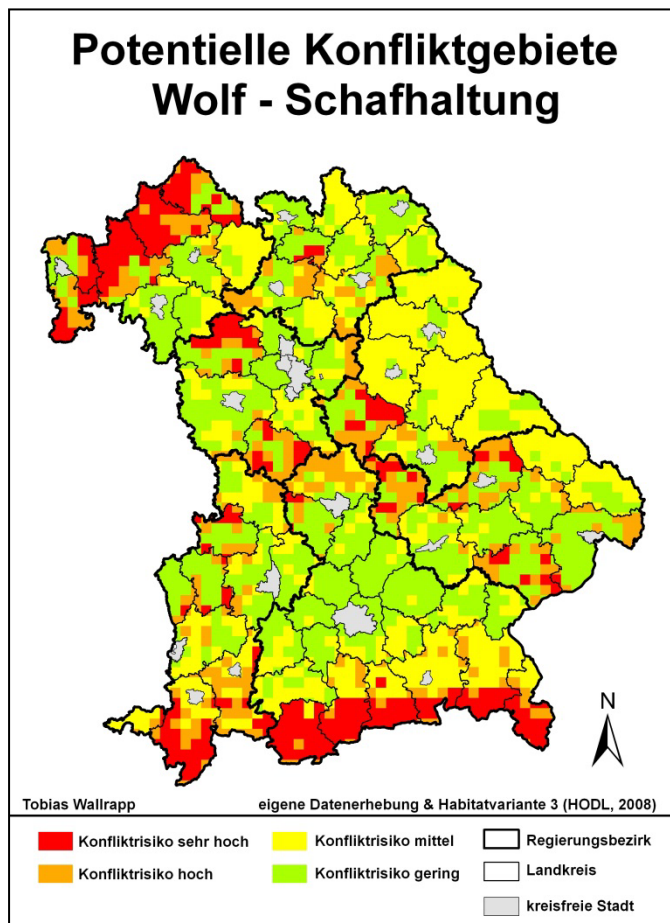 Potentielle Konfliktgebiete
Wolf - Schafhaltung
N
Tobias Wallrapp
eigene Datenerhebung & Habitatvariante 3 (HODL, 2008)
Konfliktrisiko sehr hoch
Konfliktrisiko mittel
Regierungsbezirk
Konfliktrisiko hoch
Konfliktrisiko gering
Landkreis
kreisfreie Stadt